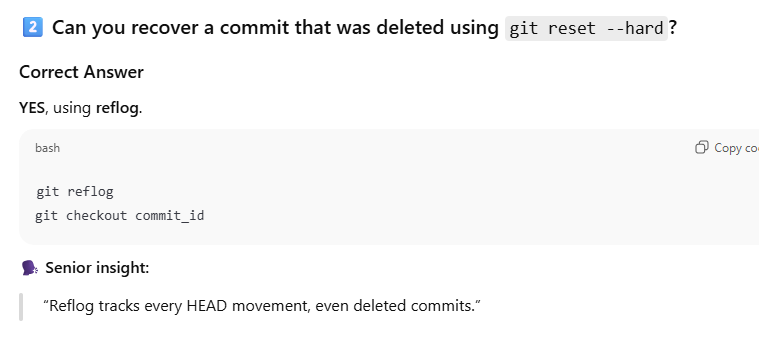 2️⃣ Can you recover a commit that was deleted using git reset --hard?
Correct Answer
YES, using reflog.
bash
Copy co
git reflog
git checkout commit_id
🗣 Senior insight:
“Reflog tracks every HEAD movement, even deleted commits.”